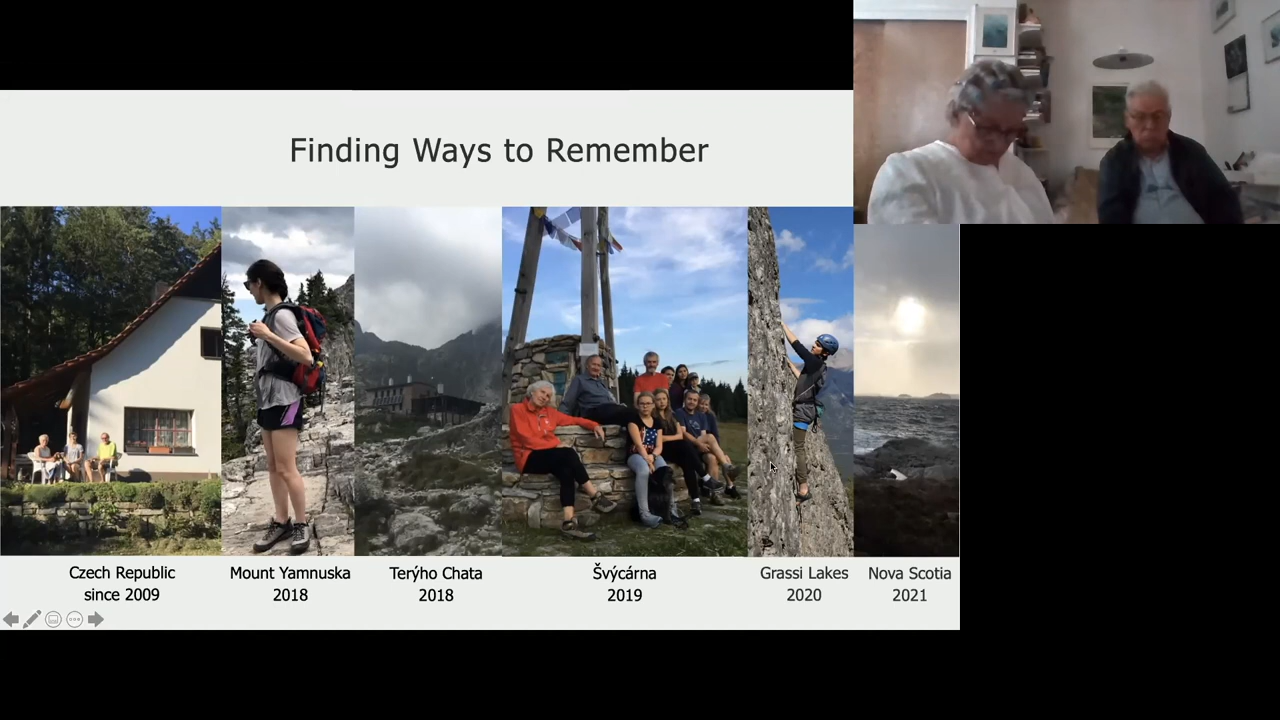 Finding Ways to Remember
Czech Republic
since 2009
Mount Yamnuska
2018
Terýho Chata
2018
Švýcárna
2019
Grassi Lakes
2020
Nova Scotia
2021